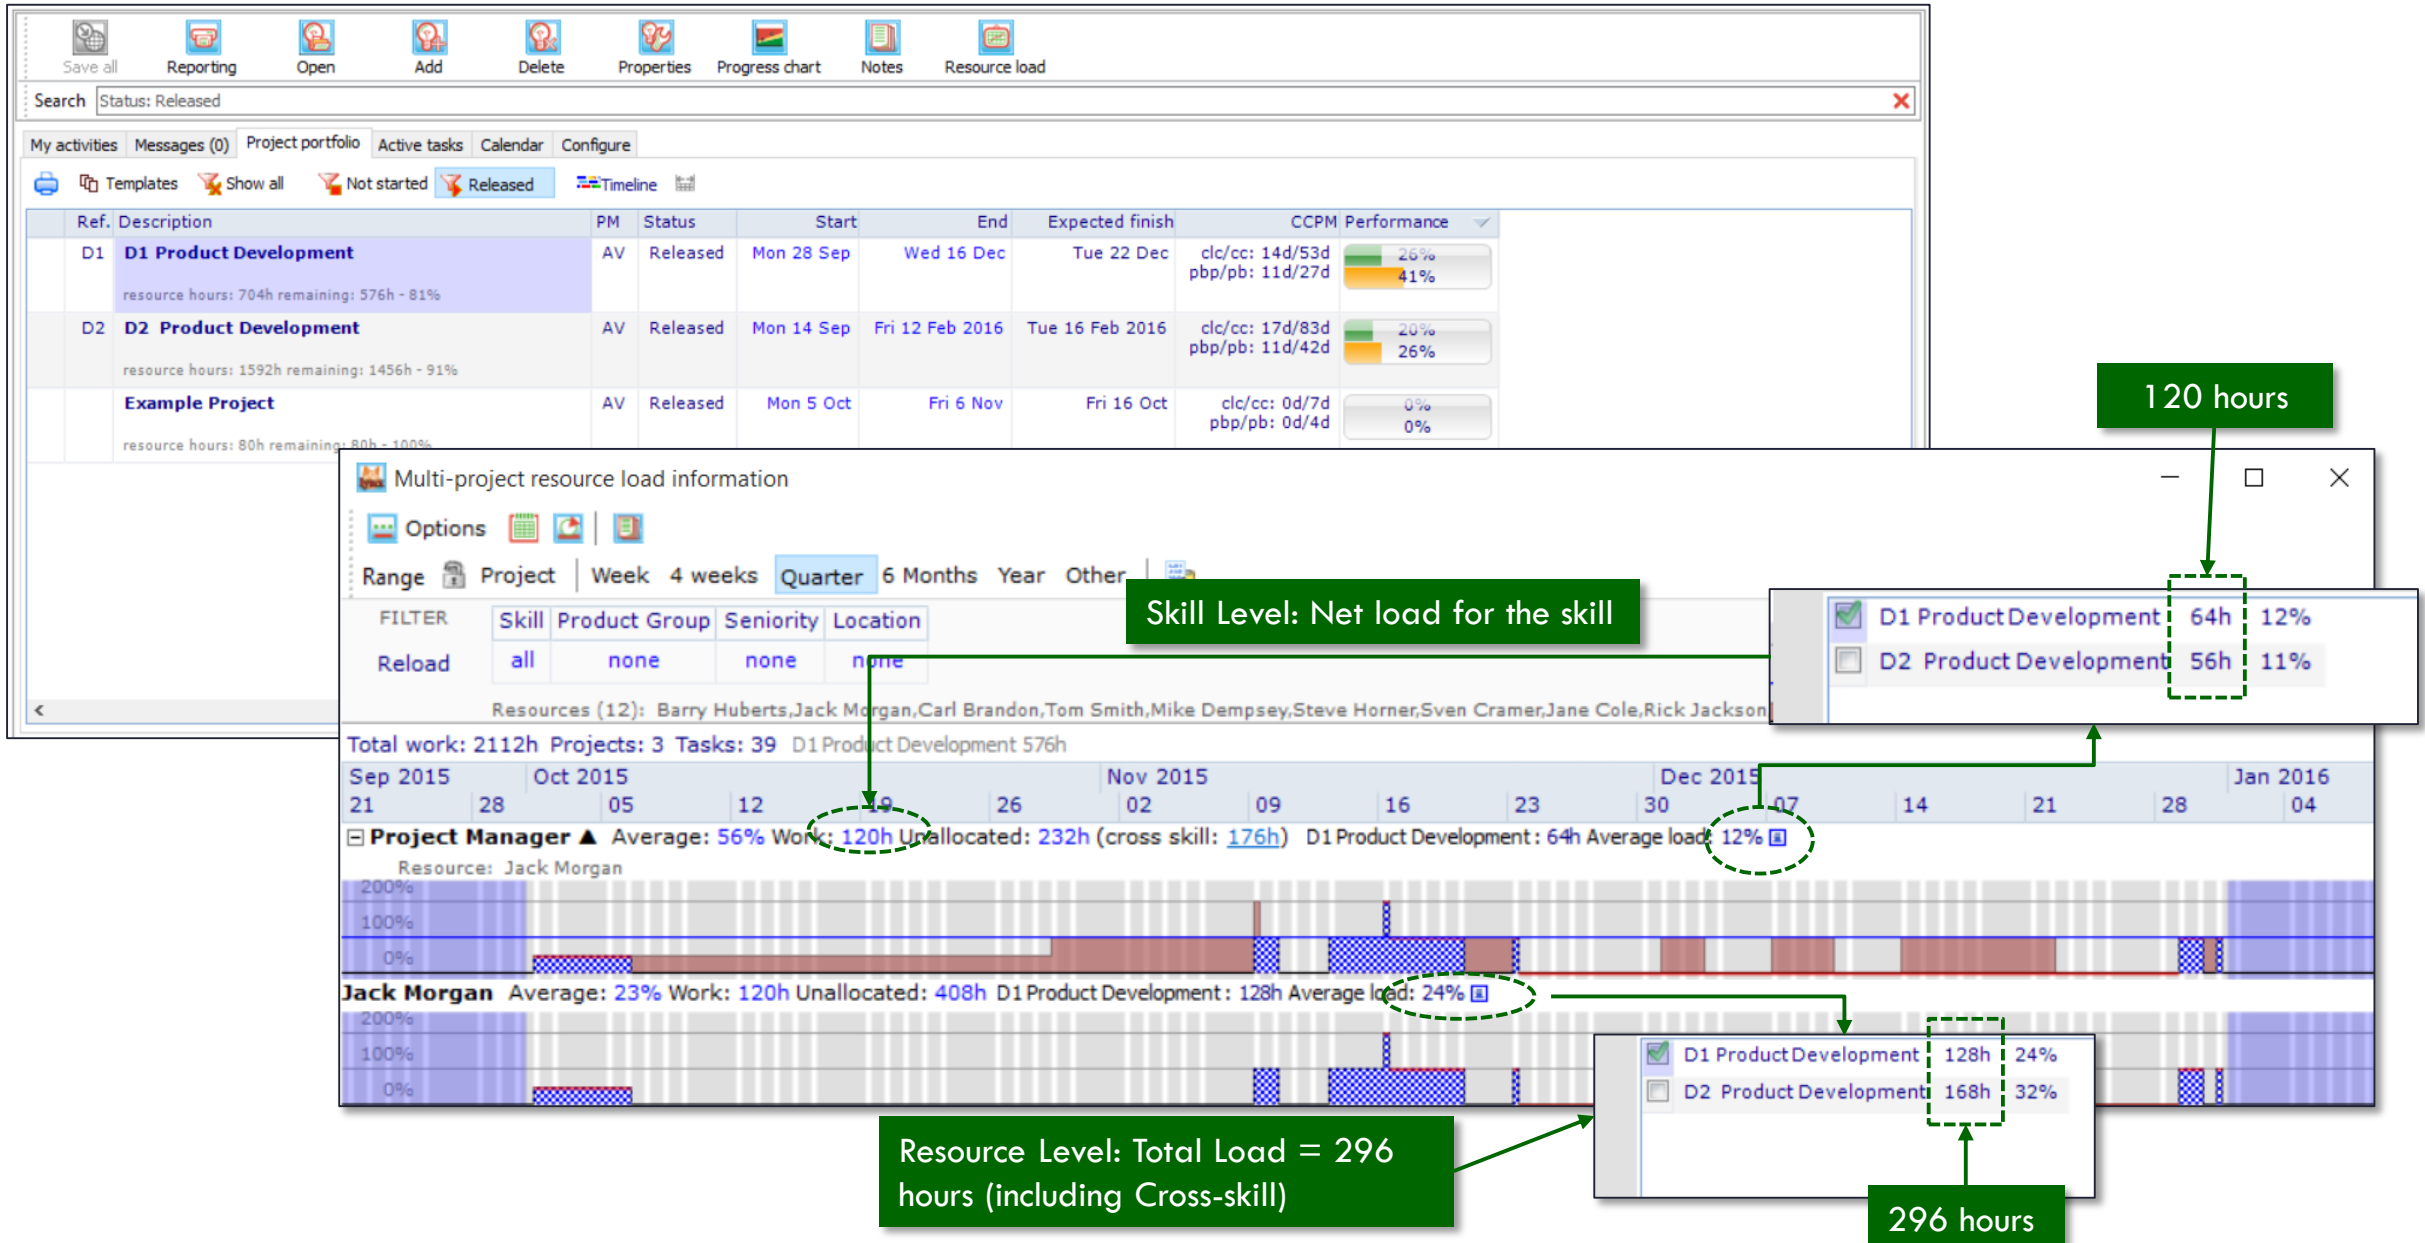 Save all Reporting Open Add Delete Properties Progress chart Notes Resource load
Search Status: Released
My activities Messages (0) Project portfolio Active tasks Calendar Configure
Templates Show all Not started Released Timeline
Ref. Description PM Status Start End Expected finish CCPM Performance
D1 D1 Product Development AV Released Mon 28 Sep Wed 16 Dec Tue 22 Dec clc/cc: 14d/53d 26%
pbp/pb: 11d/27d 41%
resource hours: 704h remaining: 576h - 81%
D2 D2 Product Development AV Released Mon 14 Sep Fri 12 Feb 2016 Tue 16 Feb 2016 clc/cc: 17d/83d 20%
pbp/pb: 11d/42d 26%
resource hours: 1592h remaining: 1456h - 91%
Example Project AV Released Mon 5 Oct Fri 6 Nov Fri 16 Oct clc/cc: 0d/7d 0%
pbp/pb: 0d/4d 0%
resource hours: 80h remaining: 80h - 100%
120 hours
Multi-project resource load information
Options
Range Project Week 4 weeks Quarter 6 Months Year Other
Skill Level: Net load for the skill
FILTER Skill Product Group Seniority Location
Reload all none none none
D1 Product Development 64h 12%
D2 Product Development 56h 11%
Resources (12): Barry Huberts,Jack Morgan,Carl Brandon,Tom Smith,Mike Dempsey,Steve Horner,Sven Cramer,Jane Cole,Rick Jackson
Total work: 2112h Projects: 3 Tasks: 39 D1 Product Development 576h
Sep 2015 Oct 2015 Nov 2015 Dec 2015 Jan 2016
21 28 05 12 19 26 02 09 16 23 30 07 14 21 28 04
Project Manager ▲ Average: 56% Work: 120h Unallocated: 232h (cross skill: 176h) D1 Product Development : 64h Average load: 12%
Resource: Jack Morgan
200%
100%
0%
Jack Morgan Average: 23% Work: 120h Unallocated: 408h D1 Product Development : 128h Average load: 24%
200%
100%
0%
D1 Product Development 128h 24%
D2 Product Development 168h 32%
Resource Level: Total Load = 296
hours (including Cross-skill)
296 hours